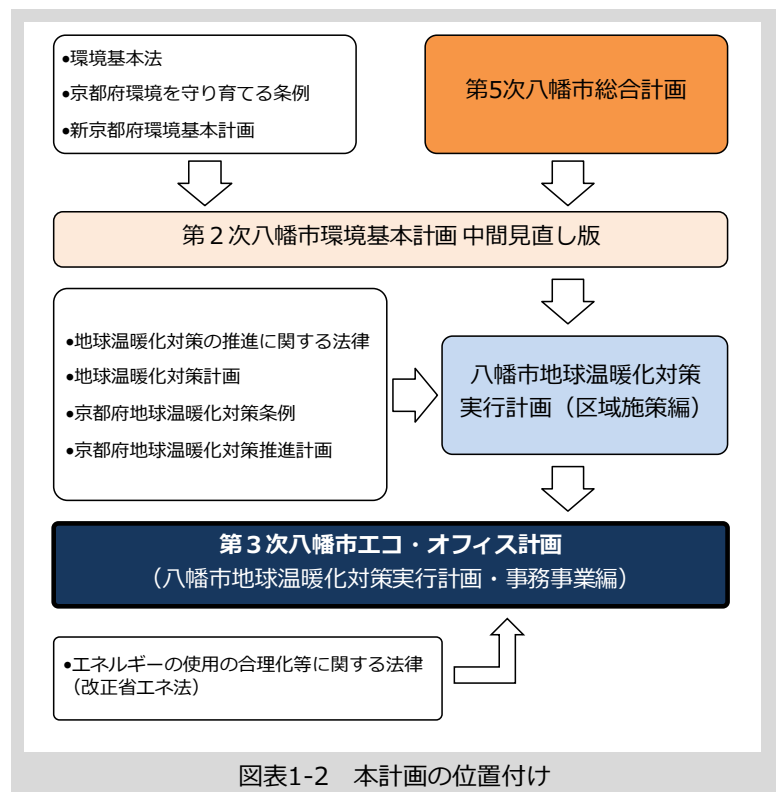 •環境基本法
•京都府環境を守り育てる条例
•新京都府環境基本計画
第5次八幡市総合計画
第２次八幡市環境基本計画 中間見直し版
•地球温暖化対策の推進に関する法律
•地球温暖化対策計画
•京都府地球温暖化対策条例
•京都府地球温暖化対策推進計画
八幡市地球温暖化対策
実行計画（区域施策編）
第３次八幡市エコ・オフィス計画
（八幡市地球温暖化対策実行計画・事務事業編）
•エネルギーの使用の合理化等に関する法律
（改正省エネ法）
図表1-2　本計画の位置付け